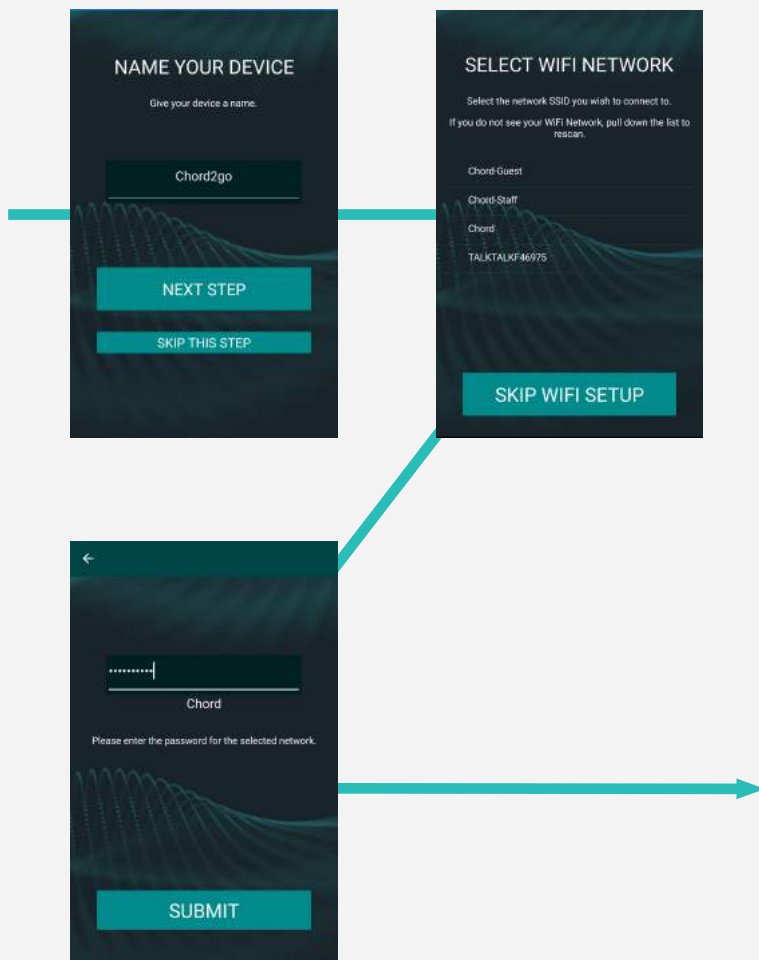 NAME YOUR DEVICE
Give your device a name.
Chord2go
NEXT STEP
SKIP THIS STEP
SELECT WIFI NETWORK
Select the network SSID you wish to connect to.
If you do not see your WiFi Network, pull down the list to
rescan.
Chord-Guest
Chord-Staff
Chord
TALKTALKF46975
SKIP WIFI SETUP
Chord
Please enter the password for the selected network.
SUBMIT